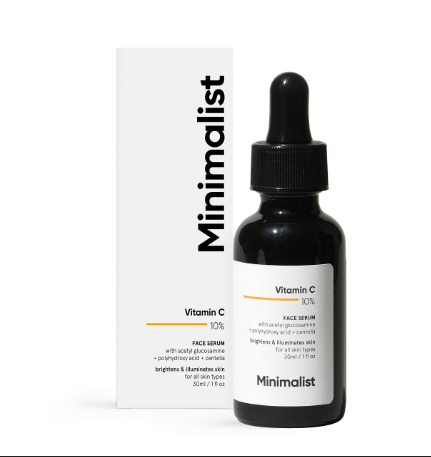 Minimalist
Vitamin C
10%
FACE SERUM
with acetyl glucosamine
+ polyhydroxy acid + centella
brightens & illuminates skin
for all skin types
30ml / 1 fl oz
Vitamin C
10%
FACE SERUM
with acetyl glucosamine
+ polyhydroxy acid + centella
brightens & illuminates skin
for all skin types
30ml / 1 fl oz
Minimalist